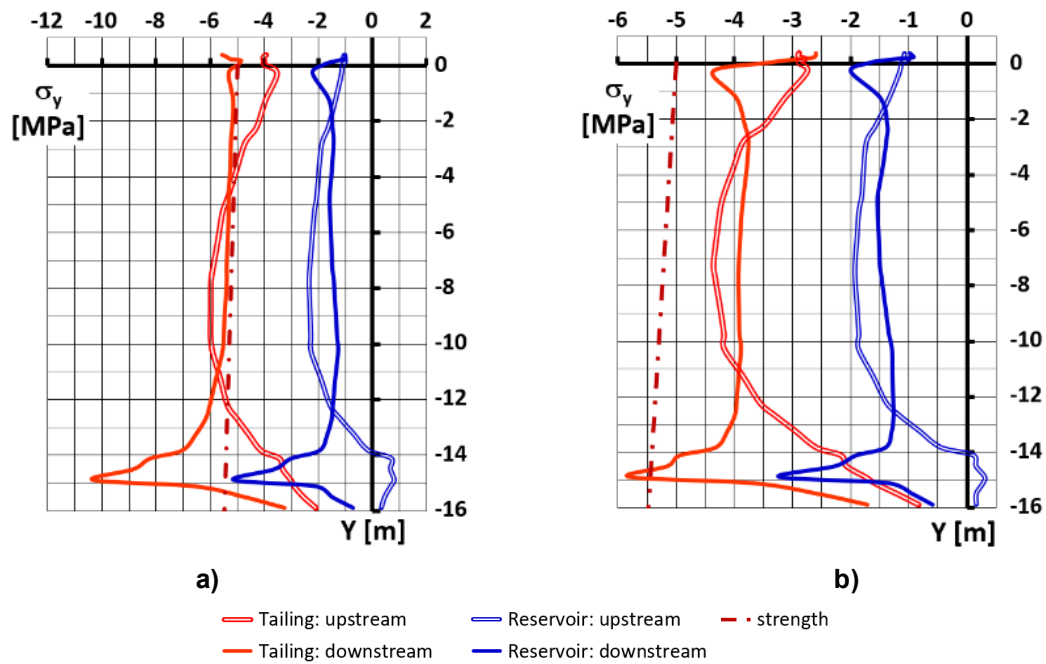 -12 -10 -8 -6 -4 -2 0 2
0
σy
[MPa]
-2
-4
-6
-8
-10
-12
-14
-16
Y [m]
a)
-6 -5 -4 -3 -2 -1 0
0
σy
[MPa]
-2
-4
-6
-8
-10
-12
-14
-16
Y [m]
b)
Tailing: upstream Reservoir: upstream strength
Tailing: downstream Reservoir: downstream